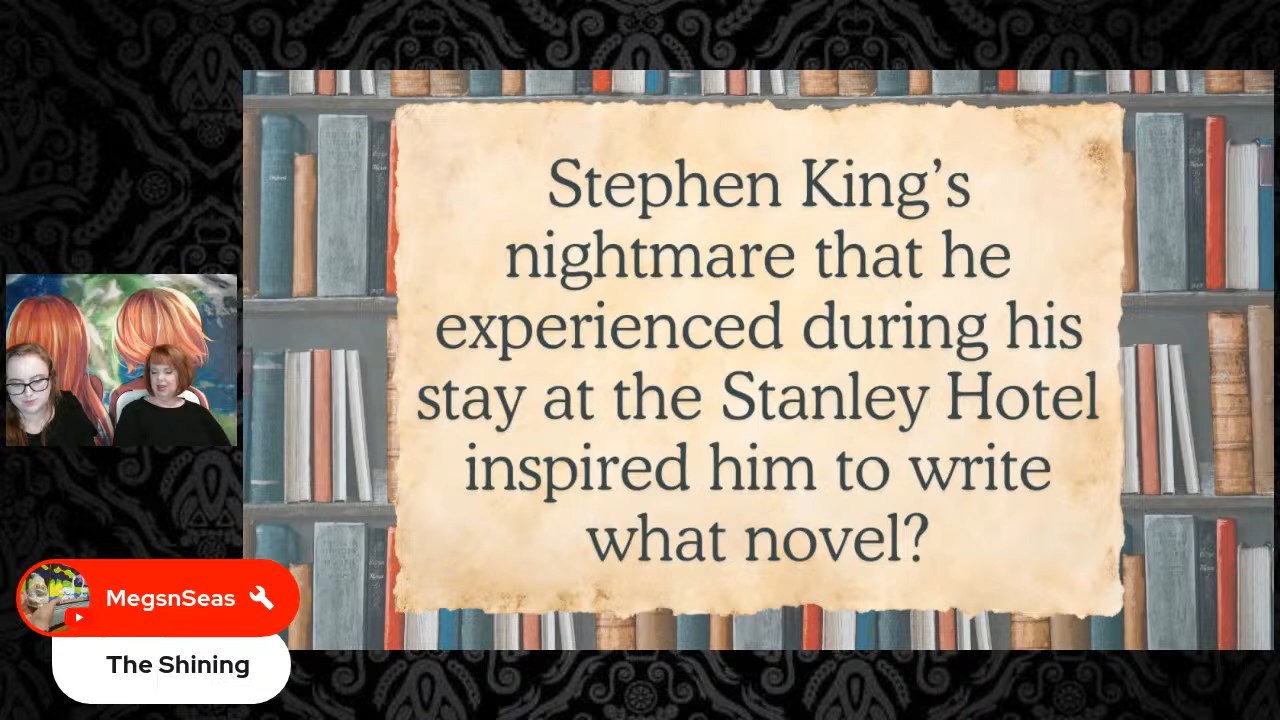 Stephen King’s
nightmare that he
experienced during his
stay at the Stanley Hotel
inspired him to write
what novel?
MegsnSeas
The Shining